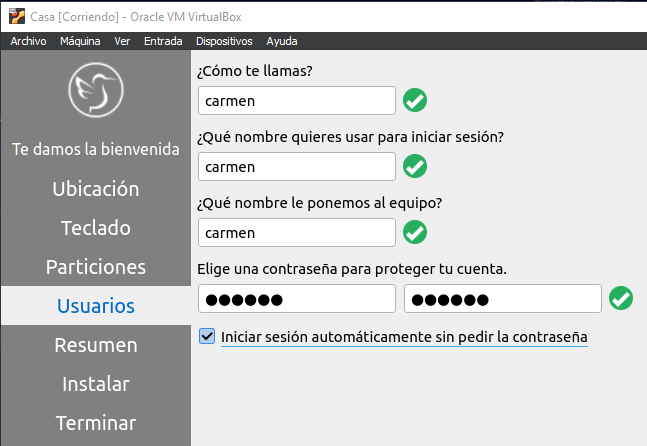 Casa [Corriendo] - Oracle VM VirtualBox
Archivo Máquina Ver Entrada Dispositivos Ayuda
Te damos la bienvenida
Ubicación
Teclado
Particiones
Usuarios
Resumen
Instalar
Terminar
¿Cómo te llamas?
carmen
¿Qué nombre quieres usar para iniciar sesión?
carmen
¿Qué nombre le ponemos al equipo?
carmen
Elige una contraseña para proteger tu cuenta.
●●●●●● ●●●●●●
Iniciar sesión automáticamente sin pedir la contraseña